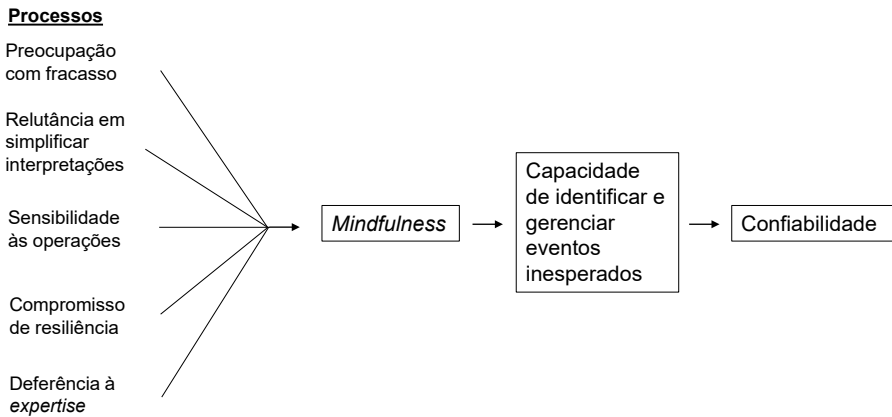 Processos
Preocupação
com fracasso
Relutância em
simplificar
interpretações
Sensibilidade
às operações
Compromisso
de resiliência
Deferência à
expertise
Mindfulness
Capacidade
de identificar e
gerenciar
eventos
inesperados
Confiabilidade